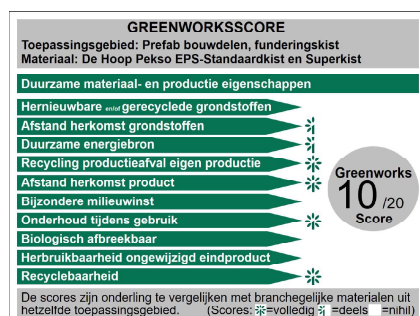 GREENWORKSSCORE
Toepassingsgebied: Prefab bouwdelen, funderingskist
Materiaal: De Hoop Pekso EPS-Standaardkist en Superkist
Duurzame materiaal- en productie eigenschappen
Hernieuwbare en/of gerecyclede grondstoffen
Afstand herkomst grondstoffen
Duurzame energiebron
Recycling productieafval eigen productie
Afstand herkomst product
Bijzondere milieuwinst
Onderhoud tijdens gebruik
Biologisch afbreekbaar
Herbruikbaarheid ongewijzigd eindproduct
Recyclebaarheid
Greenworks
10 /20
Score
De scores zijn onderling te vergelijken met branchegelijke materialen uit
hetzelfde toepassingsgebied. (Scores: =volledig =deels =nihil)